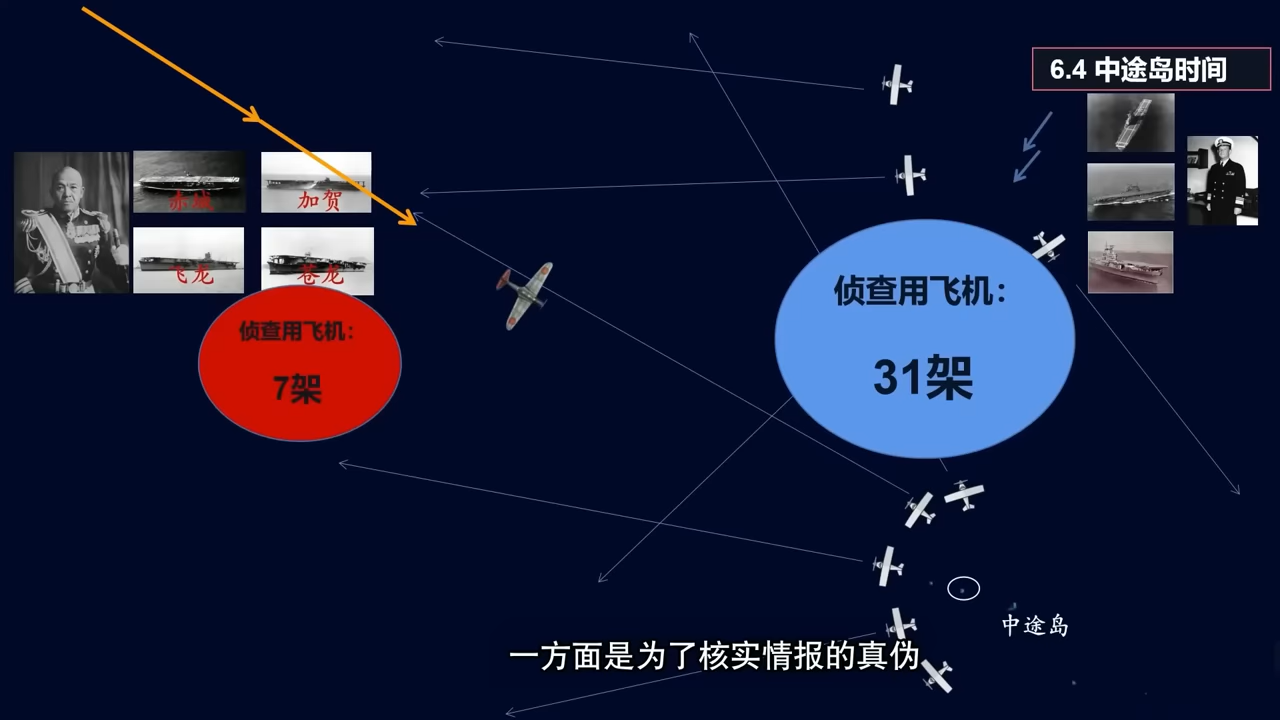 6.4 中途岛时间
赤城
加贺
飞龙
苍龙
侦查用飞机：
7架
侦查用飞机：
31架
中途岛
一方面是为了核实情报的真伪